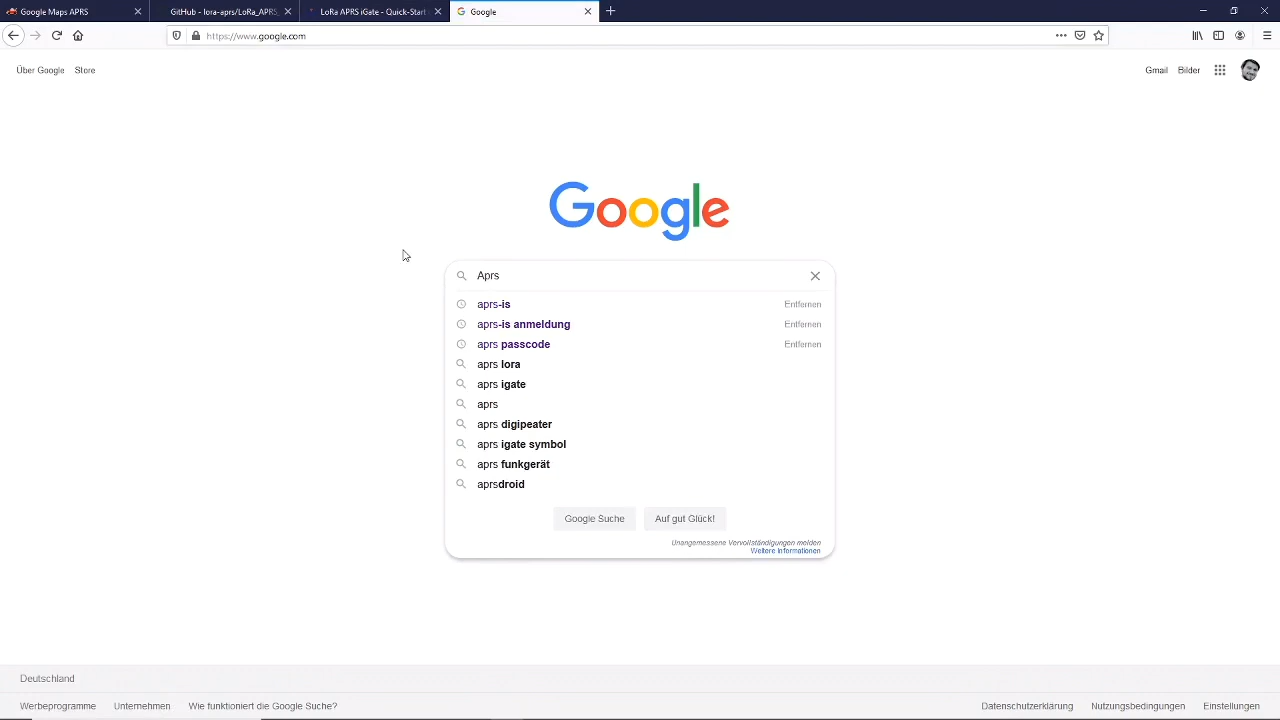 Google Maps APRS
GitHub - lora-aprs/LoRa_APRS_
LoRa APRS iGate - Quick-Start
Google
https://www.google.com
Über Google Store
Gmail Bilder
Google
Aprs
aprs-is Entfernen
aprs-is anmeldung Entfernen
aprs passcode Entfernen
aprs lora
aprs igate
aprs
aprs digipeater
aprs igate symbol
aprs funkgerät
aprsdroid
Google Suche Auf gut Glück!
Unangemessene Vervollständigungen melden
Weitere Informationen
Deutschland
Werbeprogramme Unternehmen Wie funktioniert die Google Suche? Datenschutzerklärung Nutzungsbedingungen Einstellungen